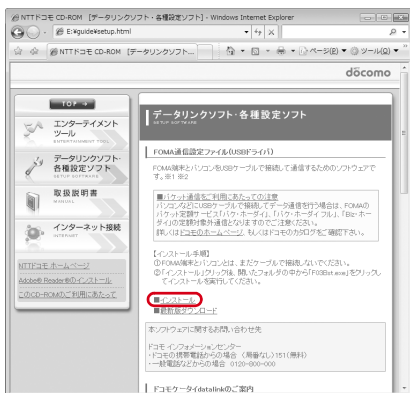 NTTドコモ CD-ROM [データリンクソフト・各種設定ソフト] - Windows Internet Explorer
E:¥guide¥setup.html
NTTドコモ CD-ROM [データリンクソフト...
ページ(P) ツール(O)
döcomo
TOP
エンターテイメント
ツール
ENTERTAINMENT TOOL
データリンクソフト・
各種設定ソフト
SETUP SOFTWARE
取扱説明書
MANUAL
インターネット接続
INTERNET
NTTドコモ ホームページ
Adobe® Reader®のインストール
このCD-ROMのご利用にあたって
データリンクソフト・各種設定ソフト
SETUP SOFTWARE
FOMA通信設定ファイル(USBドライバ)
FOMA端末とパソコンをUSBケーブルで接続して通信するためのソフトウェアで
す。※1 ※2
■パケット通信をご利用にあたっての注意
パソコンなどにUSBケーブルで接続してデータ通信を行う場合は、FOMAの
パケット定額サービス「パケ・ホーダイ」、「パケ・ホーダイ フル」、「Biz・ホー
ダイ」の定額対象外通信となりますのでご注意ください。
詳しくはドコモのホームページ、もしくはドコモのカタログをご確認下さい。
【インストール手順】
①FOMA端末とパソコンとは、まだケーブルで接続しないでください。
②「インストール」クリック後、開いたフォルダの中から「F03Bst.exe」をクリックし
てインストールを実行してください。
■インストール
■最新版ダウンロード
本ソフトウェアに関するお問い合わせ先
ドコモ インフォメーションセンター
・ドコモの携帯電話からの場合 (局番なし)151(無料)
・一般電話などからの場合 0120-800-000
ドコモケータイdatalinkのご案内